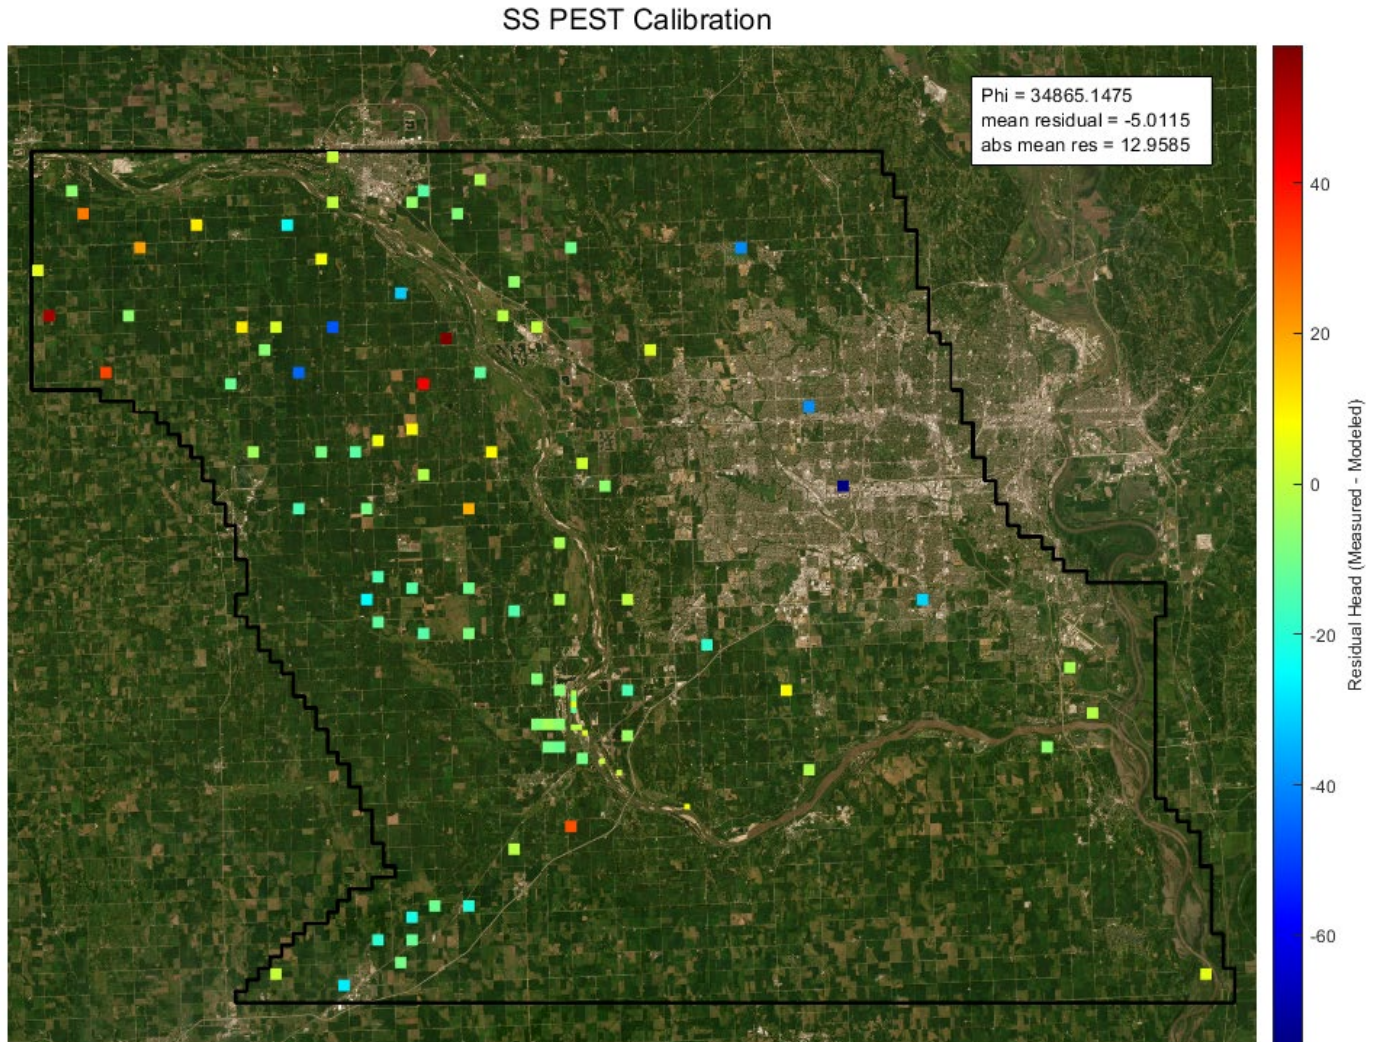 SS PEST Calibration
Phi = 34865.1475
mean residual = -5.0115
abs mean res = 12.9585
40
20
0
-20
-40
-60
Residual Head (Measured - Modeled)